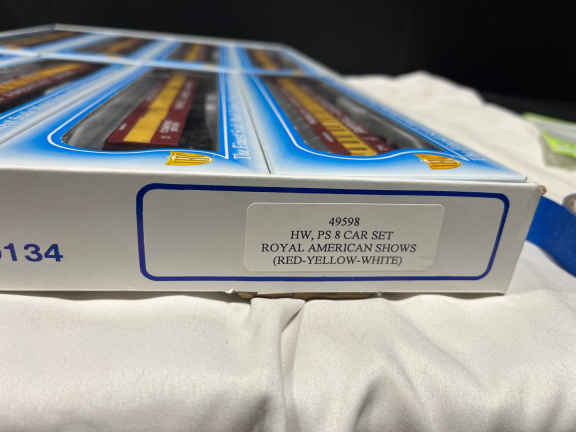 49598
HW, PS 8 CAR SET
ROYAL AMERICAN SHOWS
(RED-YELLOW-WHITE)
134